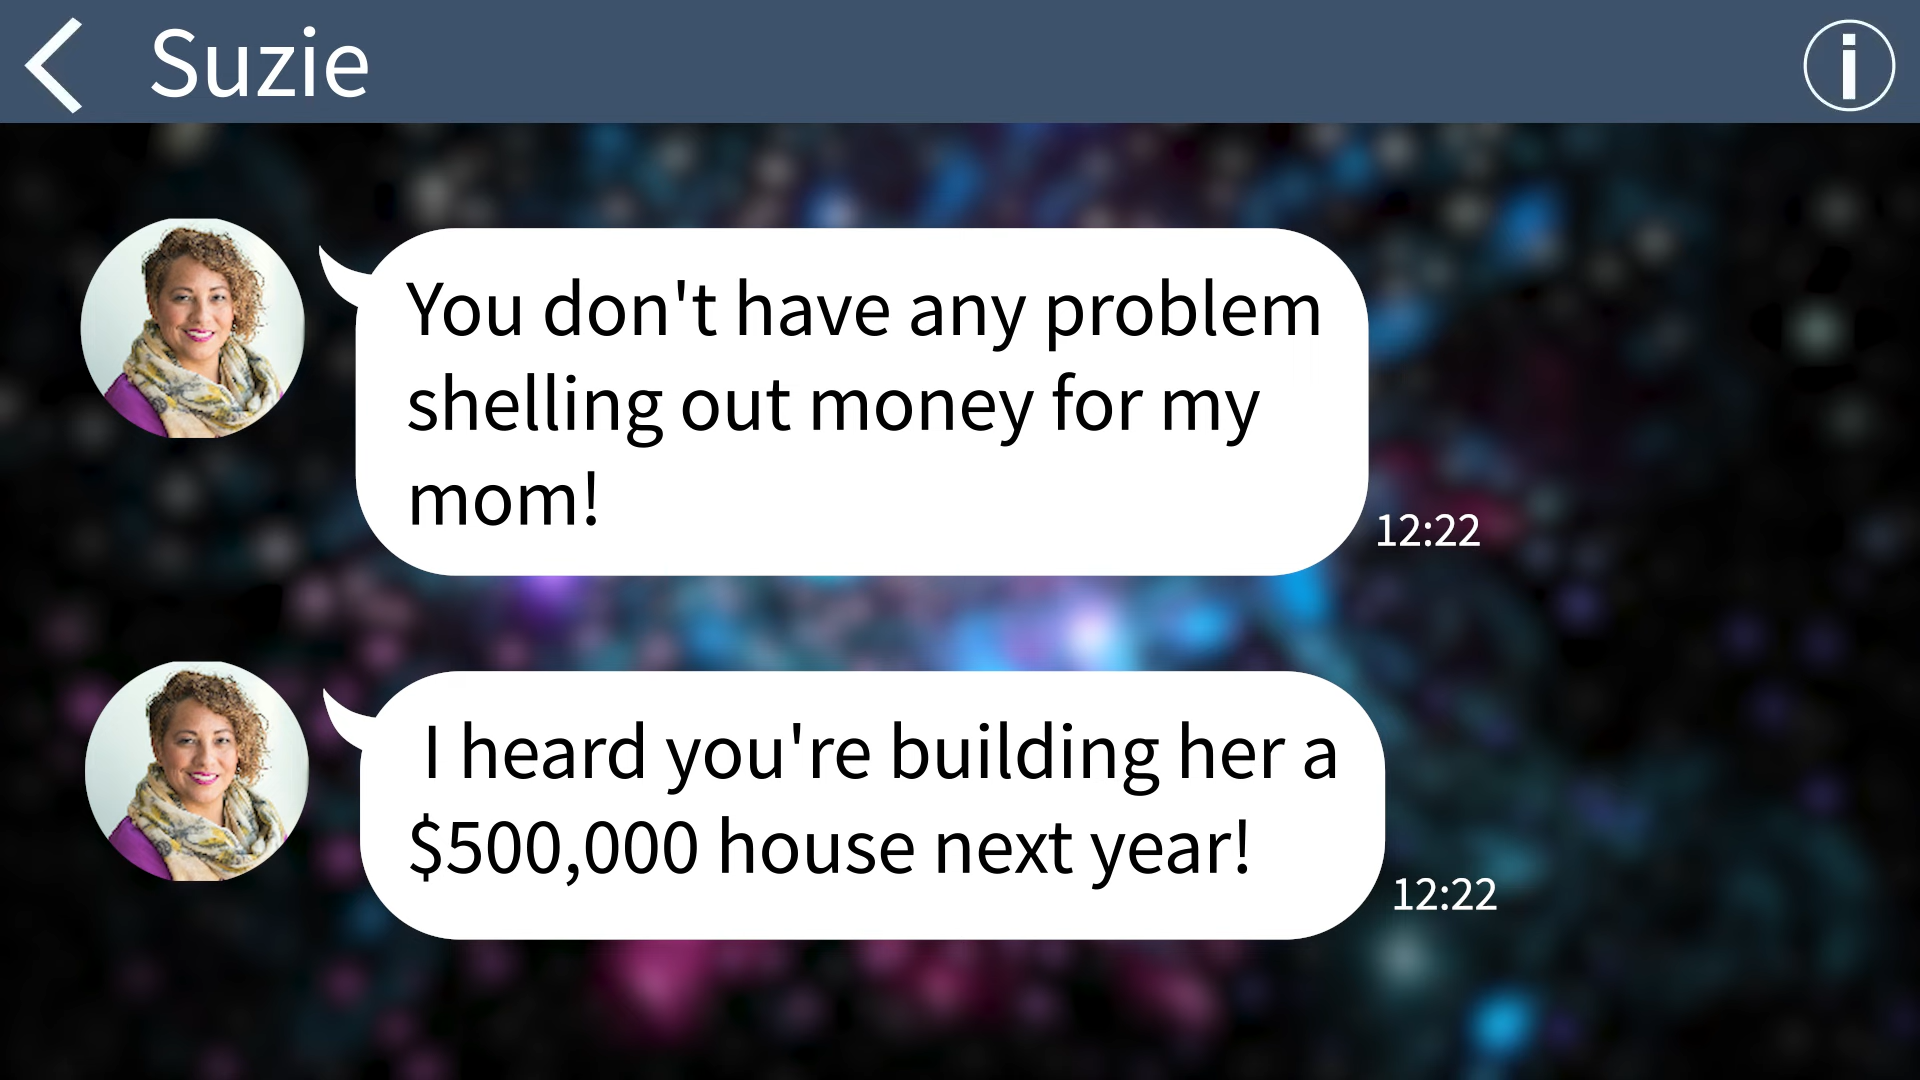 Suzie
You don't have any problem
shelling out money for my
mom!
12:22
I heard you're building her a
$500,000 house next year!
12:22